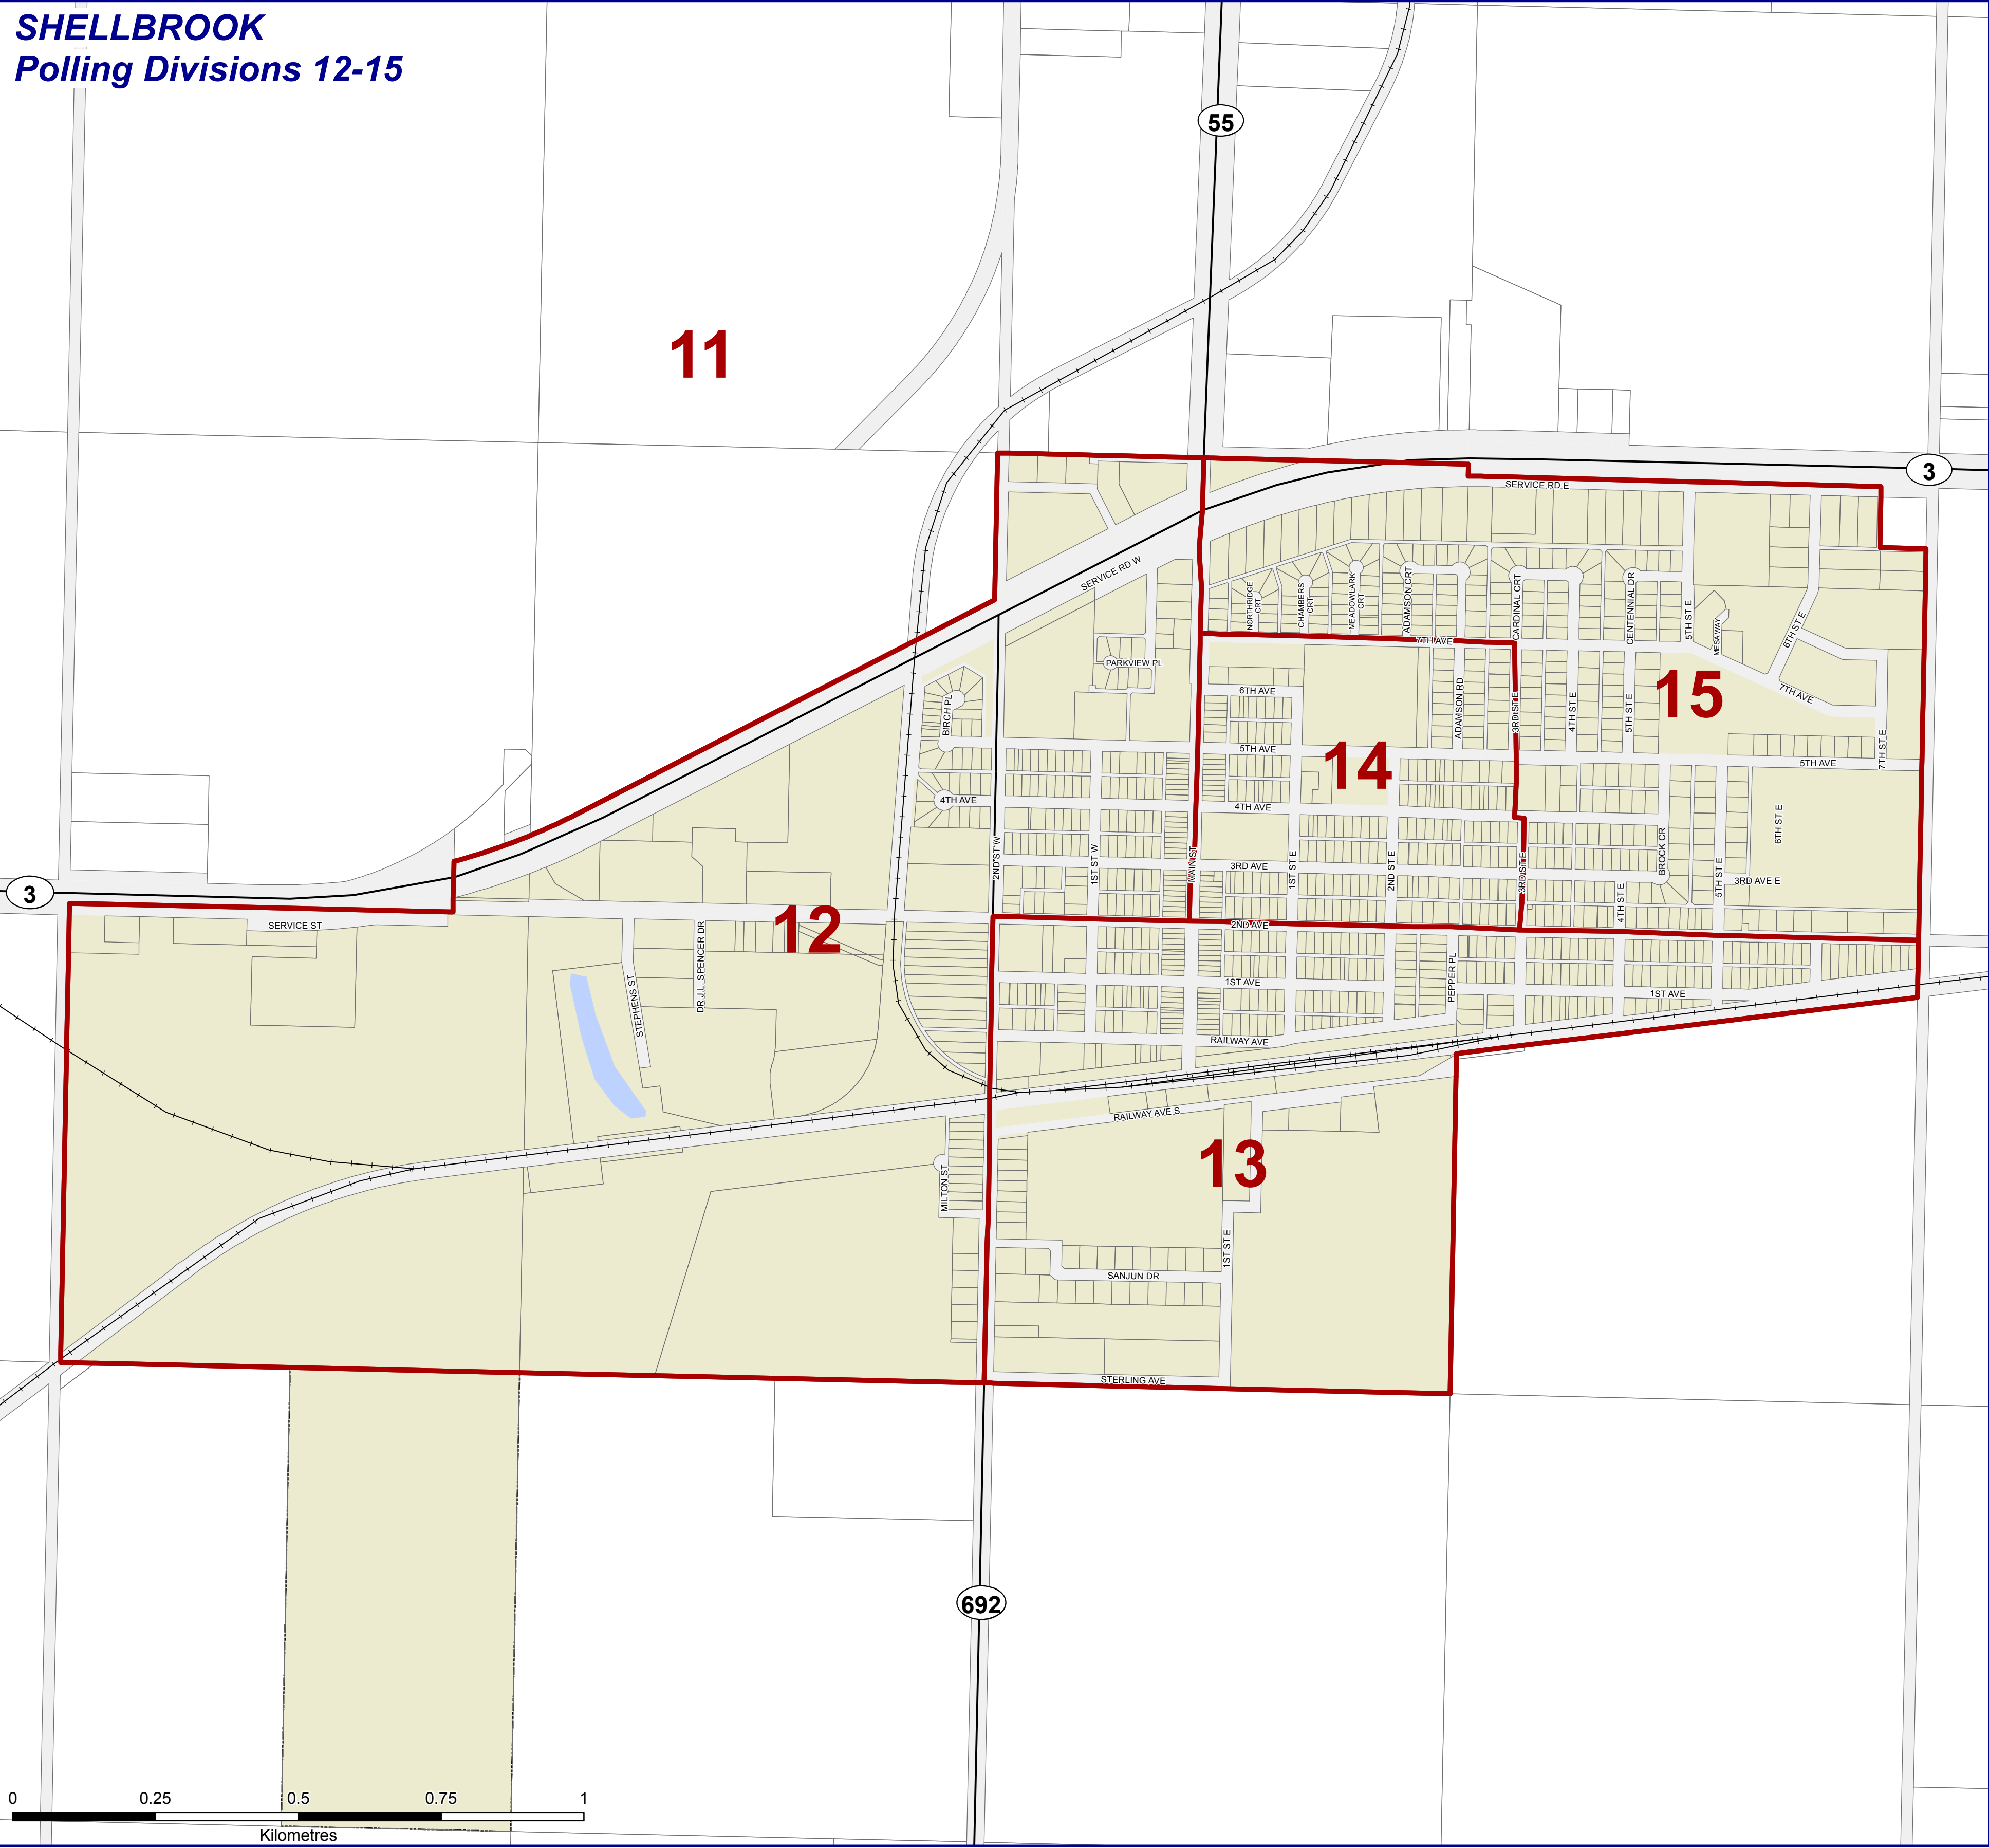 SHELLBROOK
Polling Divisions 12-15
55
11
3
SERVICE RD E
SERVICE RD W
NORTHRIDGE
CRT
CHAMBERS
CRT
MEADOWLARK
CRT
ADAMSON CRT
CARDINAL CRT
CENTENNIAL DR
5TH ST E
MESA WAY
6TH ST E
7TH AVE
PARKVIEW PL
BIRCH PL
6TH AVE
ADAMSON RD
3RD ST E
4TH ST E
5TH ST E
15
7TH AVE
7TH ST E
5TH AVE
14
5TH AVE
4TH AVE
4TH AVE
2ND ST W
1ST ST W
MAIN ST
3RD AVE
1ST ST E
2ND ST E
3RD ST E
BROCK CR
6TH ST E
5TH ST E
4TH ST E
3RD AVE E
3
SERVICE ST
12
DR J.L. SPENCER DR
STEPHENS ST
2ND AVE
PEPPER PL
1ST AVE
1ST AVE
RAILWAY AVE
RAILWAY AVE S
13
MILTON ST
1ST ST E
SANJUN DR
STERLING AVE
692
0 0.25 0.5 0.75 1
Kilometres